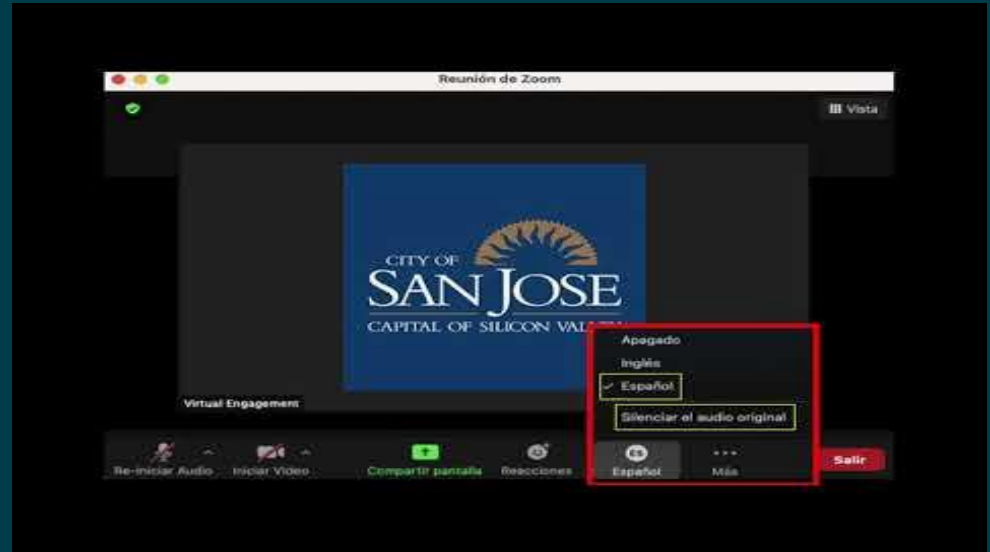 Reunión de Zoom
Vista
CITY OF
SAN JOSE
CAPITAL OF SILICON
Apagado
Inglés
✓ Español
Silenciar el audio original
Virtual Engagement
Re-iniciar Audio
Iniciar Video
Compartir pantalla
Reacciones
ES
Español
Más
Salir